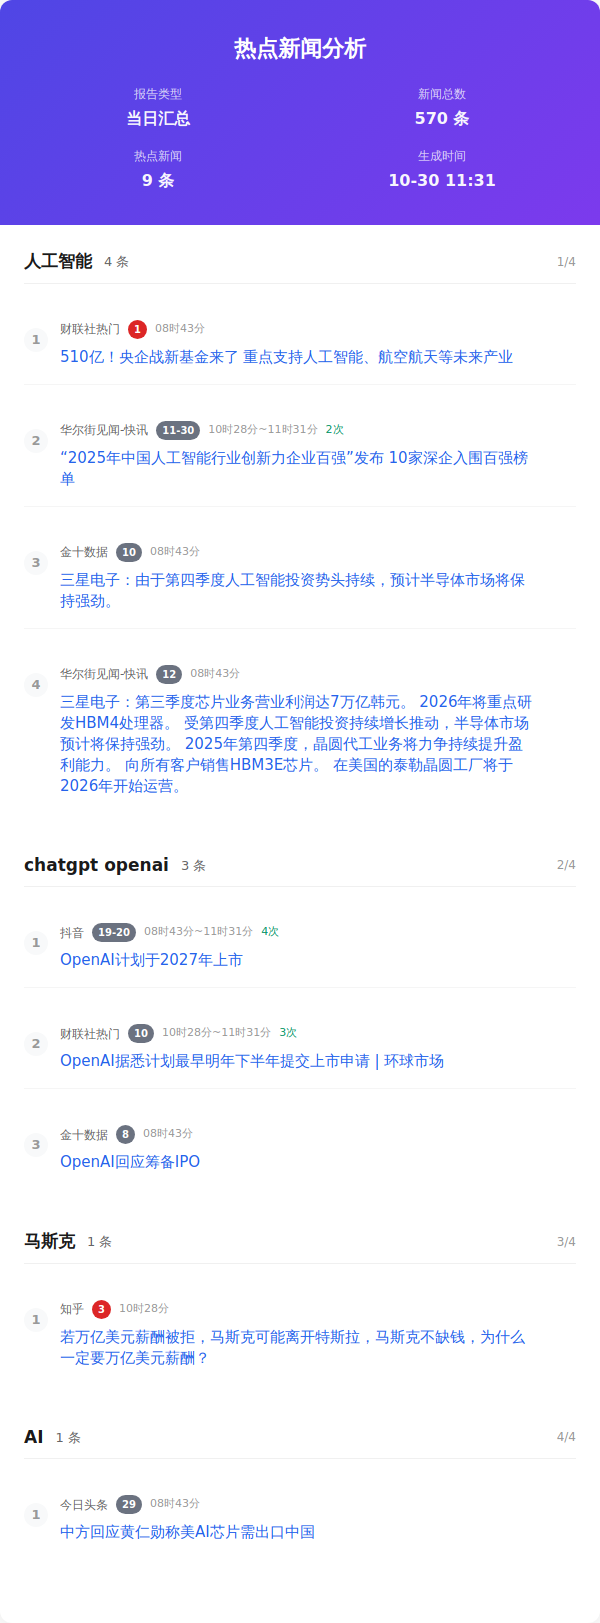 热点新闻分析
报告类型
新闻总数
当日汇总
570 条
热点新闻
生成时间
9 条
10-30 11:31
人工智能 4 条 1/4
1 财联社热门 1 08时43分
510亿！央企战新基金来了 重点支持人工智能、航空航天等未来产业
2 华尔街见闻-快讯 11-30 10时28分~11时31分 2次
“2025年中国人工智能行业创新力企业百强”发布 10家深企入围百强榜
单
3 金十数据 10 08时43分
三星电子：由于第四季度人工智能投资势头持续，预计半导体市场将保
持强劲。
4 华尔街见闻-快讯 12 08时43分
三星电子：第三季度芯片业务营业利润达7万亿韩元。 2026年将重点研
发HBM4处理器。 受第四季度人工智能投资持续增长推动，半导体市场
预计将保持强劲。 2025年第四季度，晶圆代工业务将力争持续提升盈
利能力。 向所有客户销售HBM3E芯片。 在美国的泰勒晶圆工厂将于
2026年开始运营。
chatgpt openai 3 条 2/4
1 抖音 19-20 08时43分~11时31分 4次
OpenAI计划于2027年上市
2 财联社热门 10 10时28分~11时31分 3次
OpenAI据悉计划最早明年下半年提交上市申请 | 环球市场
3 金十数据 8 08时43分
OpenAI回应筹备IPO
马斯克 1 条 3/4
1 知乎 3 10时28分
若万亿美元薪酬被拒，马斯克可能离开特斯拉，马斯克不缺钱，为什么
一定要万亿美元薪酬？
AI 1 条 4/4
1 今日头条 29 08时43分
中方回应黄仁勋称美AI芯片需出口中国